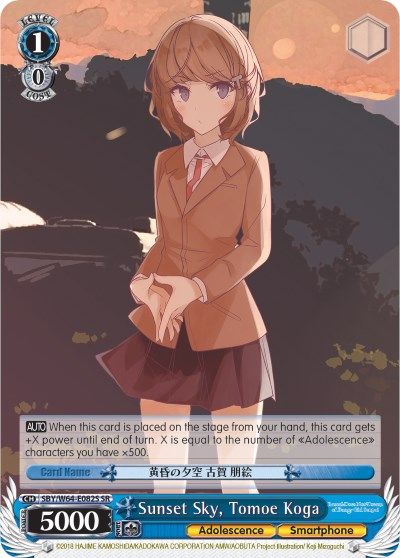 LEVEL
1
0
COST
AUTO When this card is placed on the stage from your hand, this card gets
+X power until end of turn. X is equal to the number of «Adolescence»
characters you have ×500.
Card Name
黄昏の夕空 古賀 朋絵
CH SBY/W64-E082S SR
POWER
5000
Sunset Sky, Tomoe Koga
Adolescence
Smartphone
©2018 HAJIME KAMOSHIDA/KADOKAWA CORPORATION AMW/AOBUTA Project Illustration/ Keji Mizoguchi